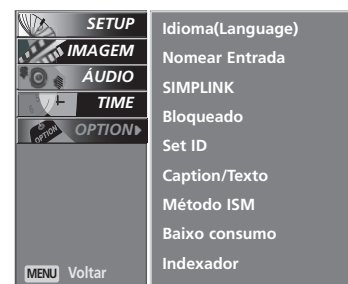 SETUP
IMAGEM
ÁUDIO
TIME
OPTION
OPTION
MENU Voltar
Idioma(Language)
Nomear Entrada
SIMPLINK
Bloqueado
Set ID
Caption/Texto
Método ISM
Baixo consumo
Indexador